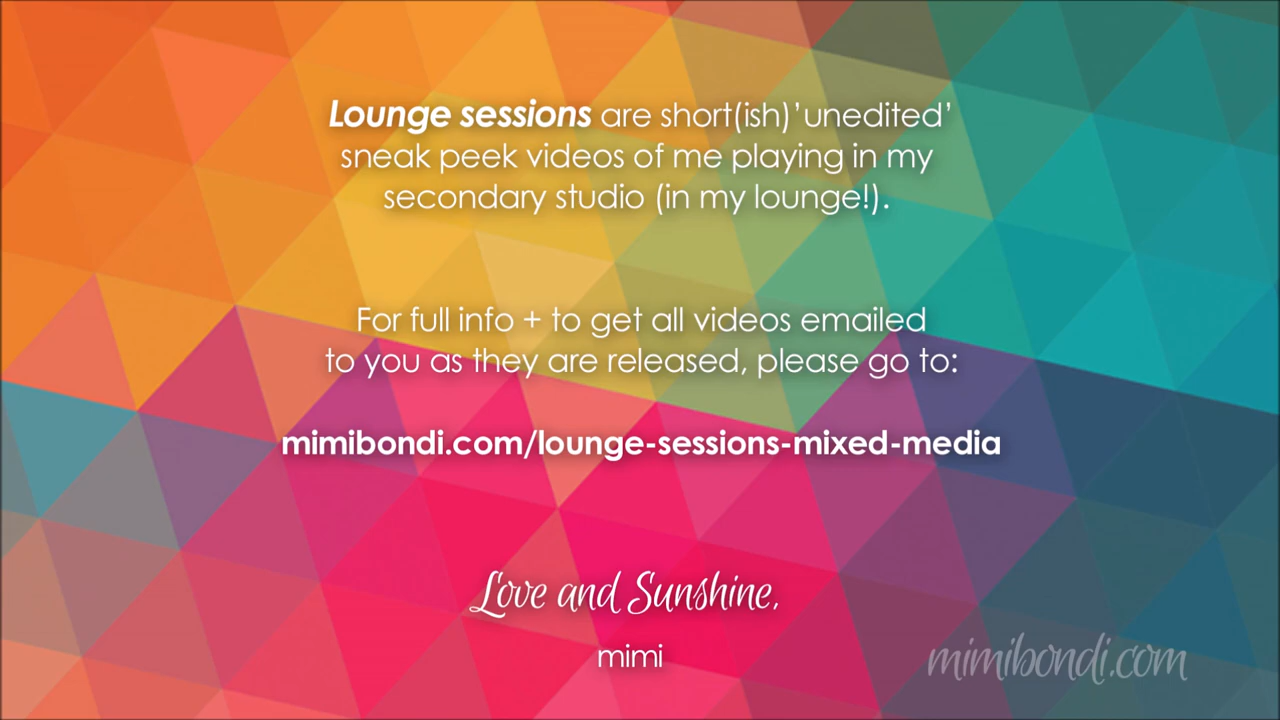 Lounge sessions are short(ish)'unedited'
sneak peek videos of me playing in my
secondary studio (in my lounge!).
For full info + to get all videos emailed
to you as they are released, please go to:
mimibondi.com/lounge-sessions-mixed-media
Love and Sunshine,
mimi
mimibondi.com